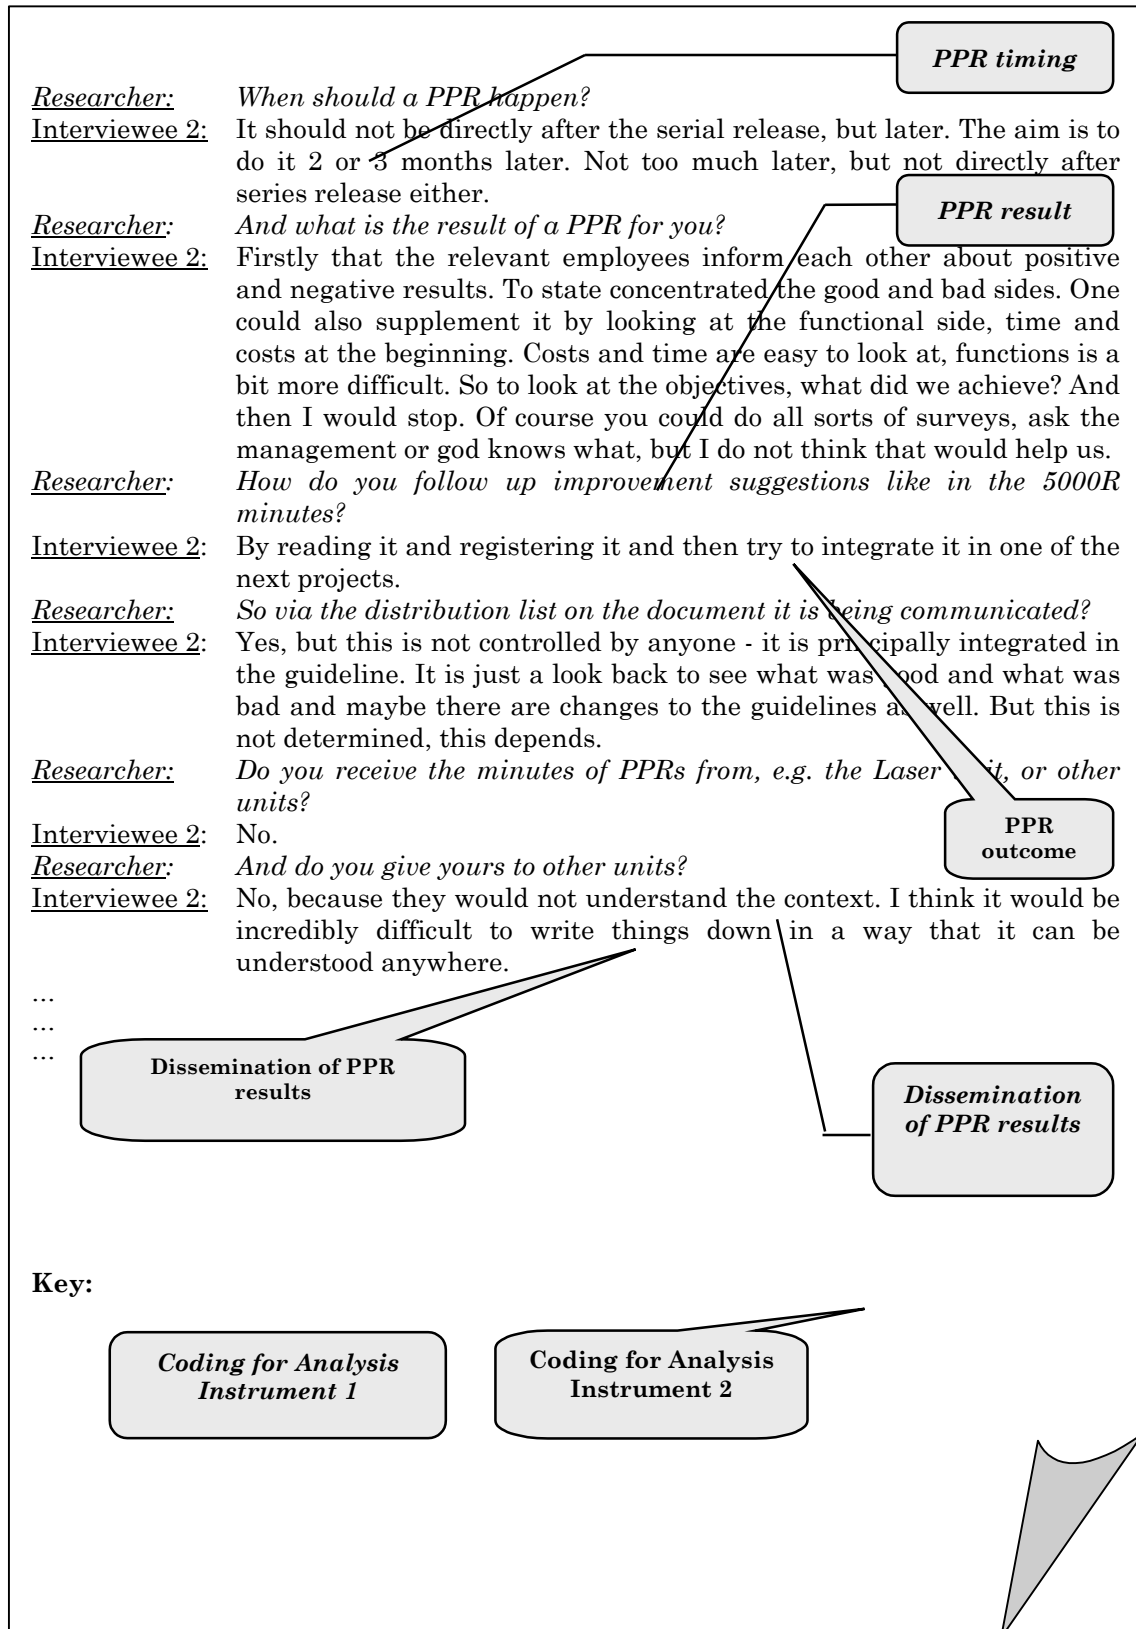 PPR timing
Researcher: When should a PPR happen?
Interviewee 2: It should not be directly after the serial release, but later. The aim is to
do it 2 or 3 months later. Not too much later, but not directly after
series release either.
PPR result
Researcher: And what is the result of a PPR for you?
Interviewee 2: Firstly that the relevant employees inform each other about positive
and negative results. To state concentrated the good and bad sides. One
could also supplement it by looking at the functional side, time and
costs at the beginning. Costs and time are easy to look at, functions is a
bit more difficult. So to look at the objectives, what did we achieve? And
then I would stop. Of course you could do all sorts of surveys, ask the
management or god knows what, but I do not think that would help us.
Researcher: How do you follow up improvement suggestions like in the 5000R
minutes?
Interviewee 2: By reading it and registering it and then try to integrate it in one of the
next projects.
Researcher: So via the distribution list on the document it is being communicated?
Interviewee 2: Yes, but this is not controlled by anyone - it is principally integrated in
the guideline. It is just a look back to see what was good and what was
bad and maybe there are changes to the guidelines as well. But this is
not determined, this depends.
Researcher: Do you receive the minutes of PPRs from, e.g. the Laser or other
units?
Interviewee 2: No.
PPR
outcome
Researcher: And do you give yours to other units?
Interviewee 2: No, because they would not understand the context. I think it would be
incredibly difficult to write things down in a way that it can be
understood anywhere.
...
...
...
Dissemination of PPR
results
Dissemination
of PPR results
Key:
Coding for Analysis
Instrument 1
Coding for Analysis
Instrument 2